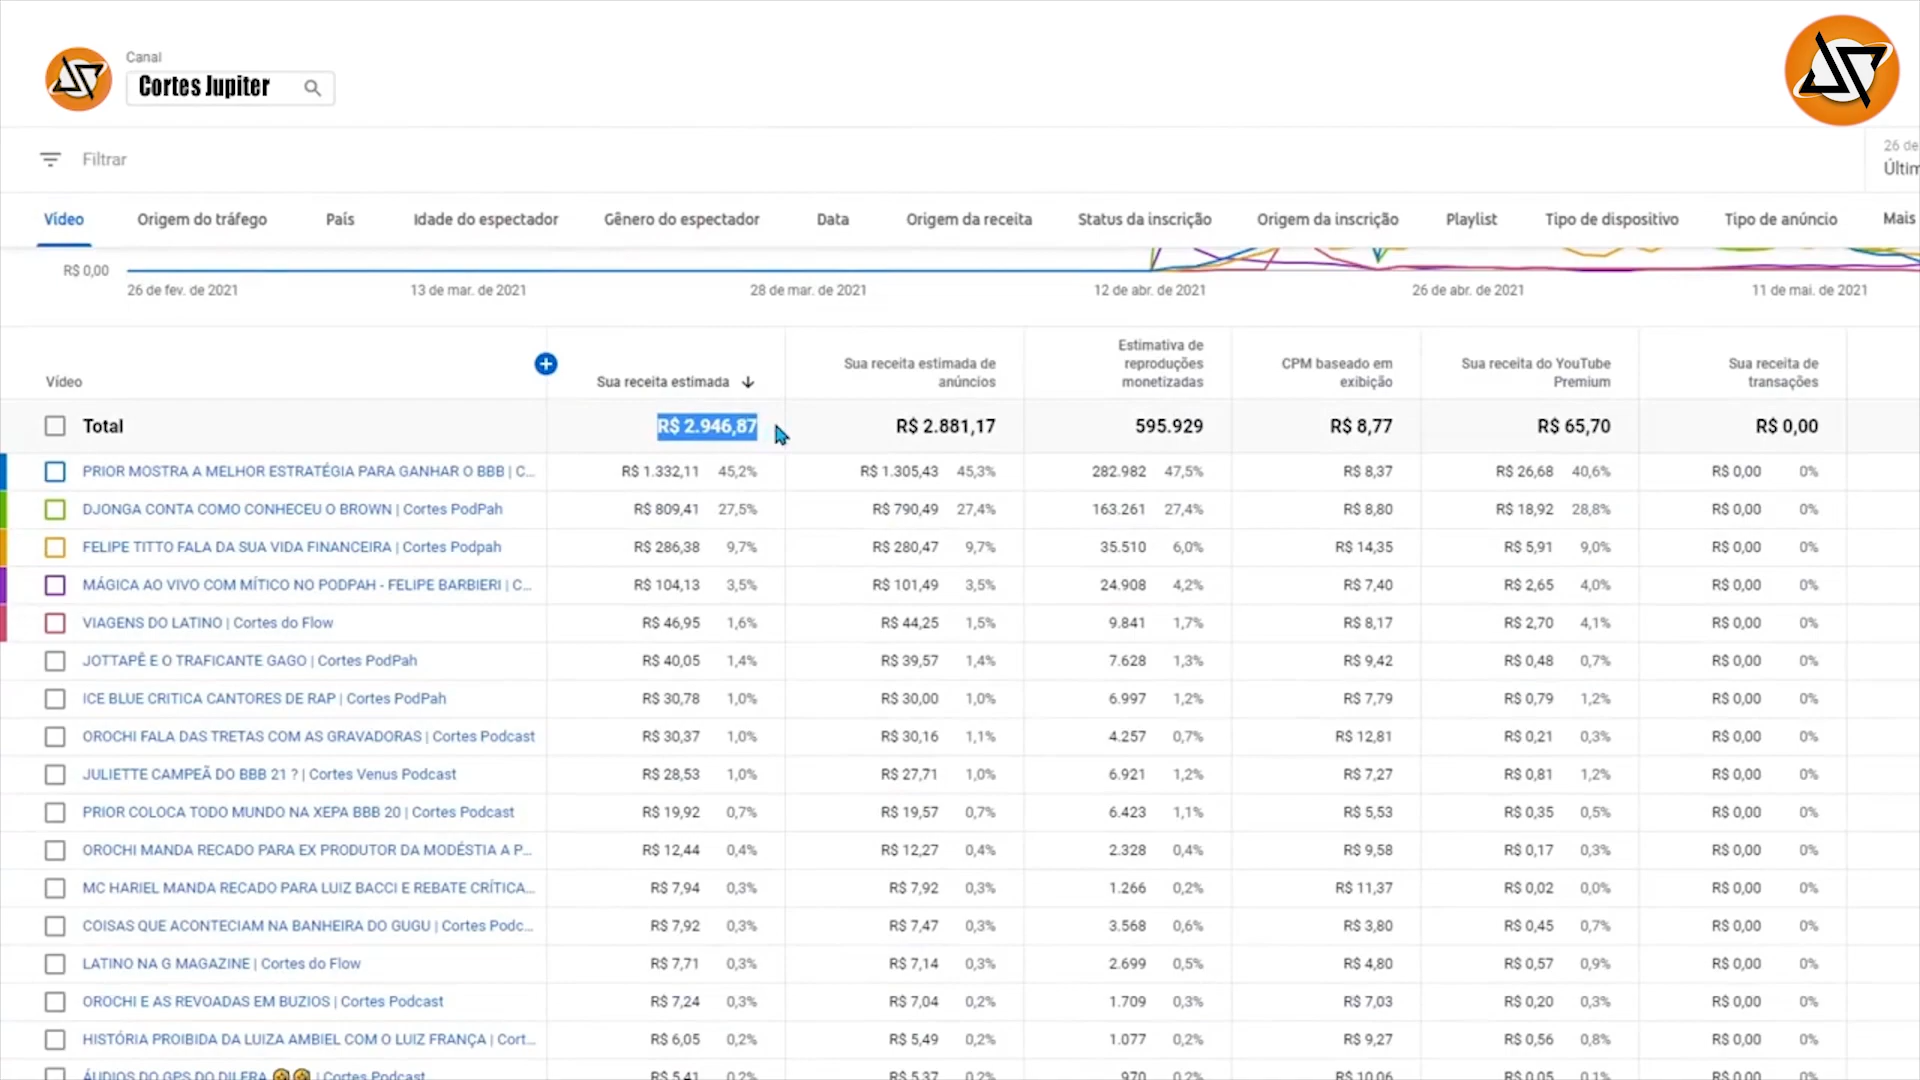 Canal
Cortes Jupiter
Filtrar
26 de
Últim
Vídeo Origem do tráfego País Idade do espectador Gênero do espectador Data Origem da receita Status da inscrição Origem da inscrição Playlist Tipo de dispositivo Tipo de anúncio Mais
R$ 0,00
26 de fev. de 2021 13 de mar. de 2021 28 de mar. de 2021 12 de abr. de 2021 26 de abr. de 2021 11 de mai. de 2021
Vídeo
Sua receita estimada
Sua receita estimada de
anúncios
Estimativa de
reproduções
monetizadas
CPM baseado em
exibição
Sua receita do YouTube
Premium
Sua receita de
transações
Total R$ 2.946,87 R$ 2.881,17 595.929 R$ 8,77 R$ 65,70 R$ 0,00
PRIOR MOSTRA A MELHOR ESTRATÉGIA PARA GANHAR O BBB | C... R$ 1.332,11 45,2% R$ 1.305,43 45,3% 282.982 47,5% R$ 8,37 R$ 26,68 40,6% R$ 0,00 0%
DJONGA CONTA COMO CONHECEU O BROWN | Cortes PodPah R$ 809,41 27,5% R$ 790,49 27,4% 163.261 27,4% R$ 8,80 R$ 18,92 28,8% R$ 0,00 0%
FELIPE TITTO FALA DA SUA VIDA FINANCEIRA | Cortes Podpah R$ 286,38 9,7% R$ 280,47 9,7% 35.510 6,0% R$ 14,35 R$ 5,91 9,0% R$ 0,00 0%
MÁGICA AO VIVO COM MÍTICO NO PODPAH - FELIPE BARBIERI | C... R$ 104,13 3,5% R$ 101,49 3,5% 24.908 4,2% R$ 7,40 R$ 2,65 4,0% R$ 0,00 0%
VIAGENS DO LATINO | Cortes do Flow R$ 46,95 1,6% R$ 44,25 1,5% 9.841 1,7% R$ 8,17 R$ 2,70 4,1% R$ 0,00 0%
JOTTAPÊ E O TRAFICANTE GAGO | Cortes PodPah R$ 40,05 1,4% R$ 39,57 1,4% 7.628 1,3% R$ 9,42 R$ 0,48 0,7% R$ 0,00 0%
ICE BLUE CRITICA CANTORES DE RAP | Cortes PodPah R$ 30,78 1,0% R$ 30,00 1,0% 6.997 1,2% R$ 7,79 R$ 0,79 1,2% R$ 0,00 0%
OROCHI FALA DAS TRETAS COM AS GRAVADORAS | Cortes Podcast R$ 30,37 1,0% R$ 30,16 1,1% 4.257 0,7% R$ 12,81 R$ 0,21 0,3% R$ 0,00 0%
JULIETTE CAMPEÃ DO BBB 21 ? | Cortes Venus Podcast R$ 28,53 1,0% R$ 27,71 1,0% 6.921 1,2% R$ 7,27 R$ 0,81 1,2% R$ 0,00 0%
PRIOR COLOCA TODO MUNDO NA XEPA BBB 20 | Cortes Podcast R$ 19,92 0,7% R$ 19,57 0,7% 6.423 1,1% R$ 5,53 R$ 0,35 0,5% R$ 0,00 0%
OROCHI MANDA RECADO PARA EX PRODUTOR DA MODÉSTIA A P... R$ 12,44 0,4% R$ 12,27 0,4% 2.328 0,4% R$ 9,58 R$ 0,17 0,3% R$ 0,00 0%
MC HARIEL MANDA RECADO PARA LUIZ BACCI E REBATE CRÍTICA... R$ 7,94 0,3% R$ 7,92 0,3% 1.266 0,2% R$ 11,37 R$ 0,02 0,0% R$ 0,00 0%
COISAS QUE ACONTECIAM NA BANHEIRA DO GUGU | Cortes Podc... R$ 7,92 0,3% R$ 7,47 0,3% 3.568 0,6% R$ 3,80 R$ 0,45 0,7% R$ 0,00 0%
LATINO NA G MAGAZINE | Cortes do Flow R$ 7,71 0,3% R$ 7,14 0,3% 2.699 0,5% R$ 4,80 R$ 0,57 0,9% R$ 0,00 0%
OROCHI E AS REVOADAS EM BUZIOS | Cortes Podcast R$ 7,24 0,3% R$ 7,04 0,2% 1.709 0,3% R$ 7,03 R$ 0,20 0,3% R$ 0,00 0%
HISTÓRIA PROIBIDA DA LUIZA AMBIEL COM O LUIZ FRANÇA | Cort... R$ 6,05 0,2% R$ 5,49 0,2% 1.077 0,2% R$ 9,27 R$ 0,56 0,8% R$ 0,00 0%
ÁUDIOS DO GPS DO DILERA | Cortes Podcast R$ 5,41 0,2% R$ 5,37 0,2% 970 0,2% R$ 10,06 R$ 0,05 0,1% R$ 0,00 0%